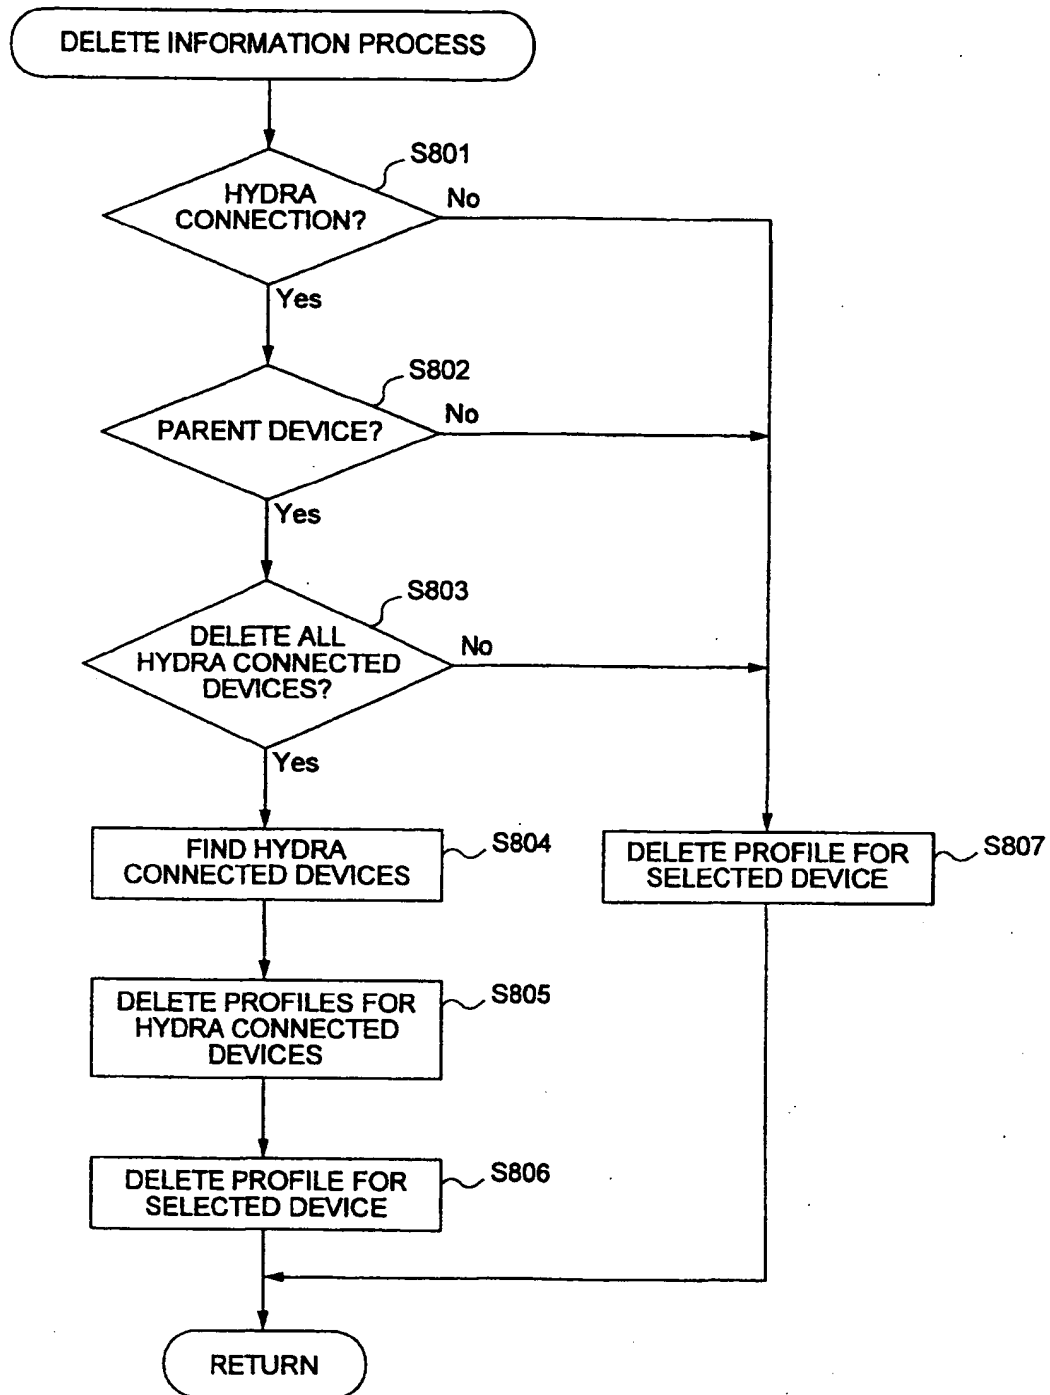 DELETE INFORMATION PROCESS
S801
HYDRA
CONNECTION?
No
Yes
S802
PARENT DEVICE?
No
Yes
S803
DELETE ALL
HYDRA CONNECTED
DEVICES?
No
Yes
FIND HYDRA
CONNECTED DEVICES
S804
DELETE PROFILE FOR
SELECTED DEVICE
S807
DELETE PROFILES FOR
HYDRA CONNECTED
DEVICES
S805
DELETE PROFILE FOR
SELECTED DEVICE
S806
RETURN